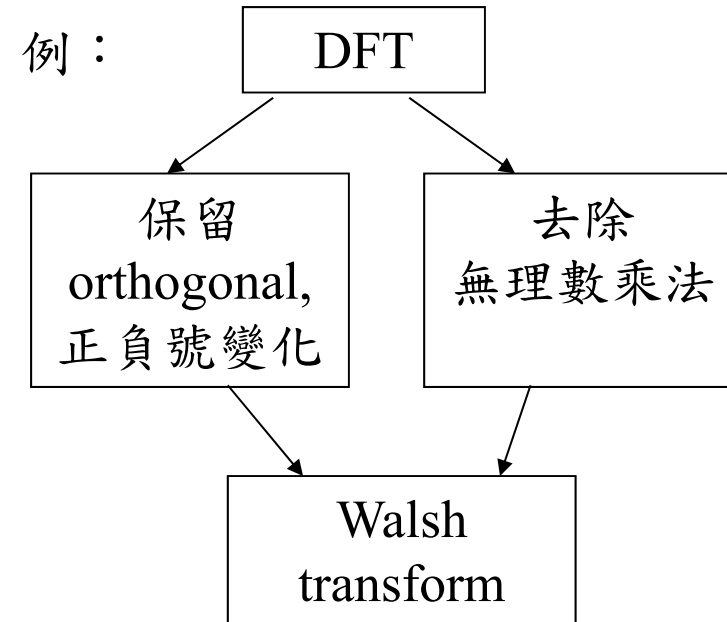 例：
DFT
保留
orthogonal,
正負號變化
去除
無理數乘法
Walsh
transform